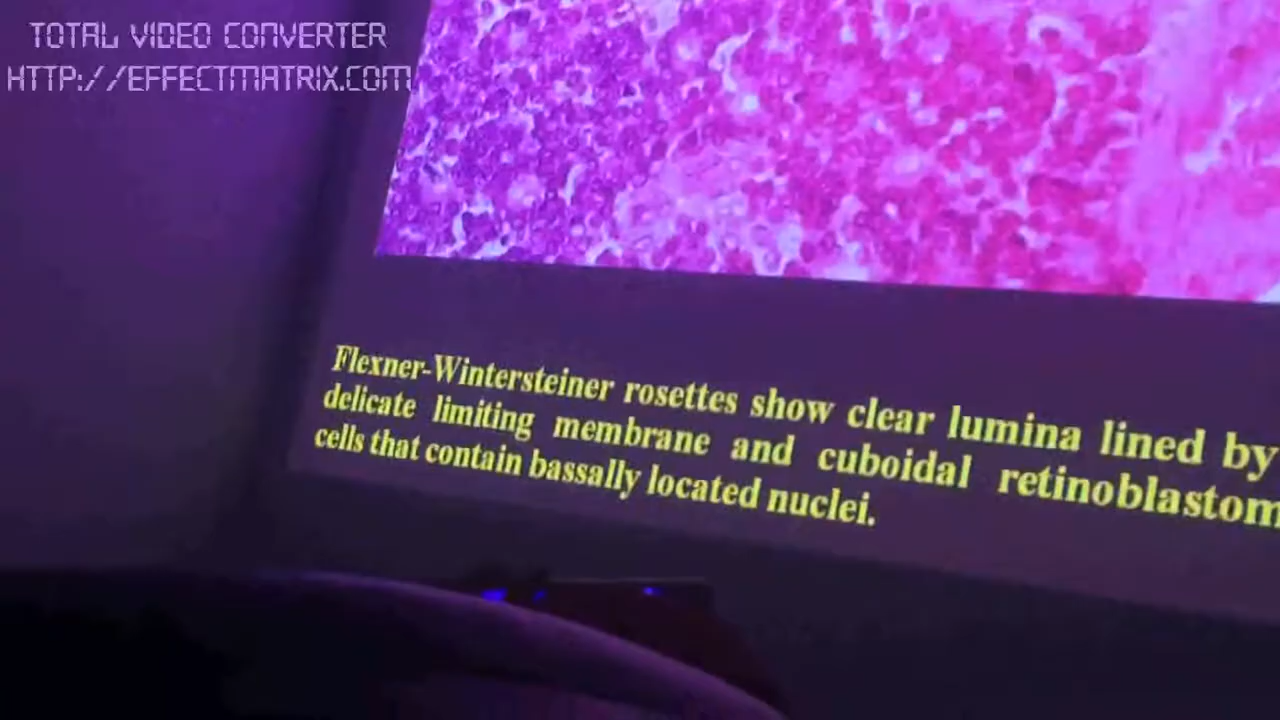 TOTAL VIDEO CONVERTER
HTTP://EFFECTMATRIX.COM
Flexner-Wintersteiner rosettes show clear lumina lined by
delicate limiting membrane and cuboidal retinoblastom
cells that contain bassally located nuclei.